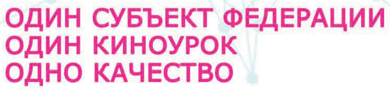 ОДИН СУБЪЕКТ ФЕДЕРАЦИИ
ОДИН КИНОУРОК
ОДНО КАЧЕСТВО